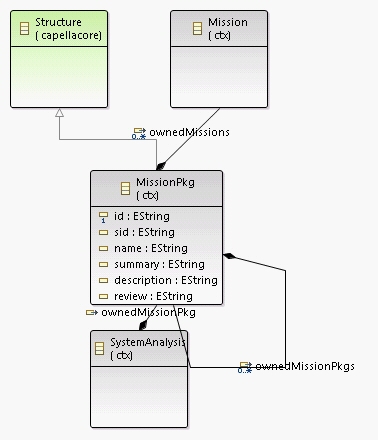 Structure
( capellacore)
Mission
( ctx)
0..*
ownedMissions
MissionPkg
( ctx)
1
id : EString
sid : EString
name : EString
summary : EString
description : EString
review : EString
ownedMissionPkg
SystemAnalysis
( ctx)
0..*
ownedMissionPkgs